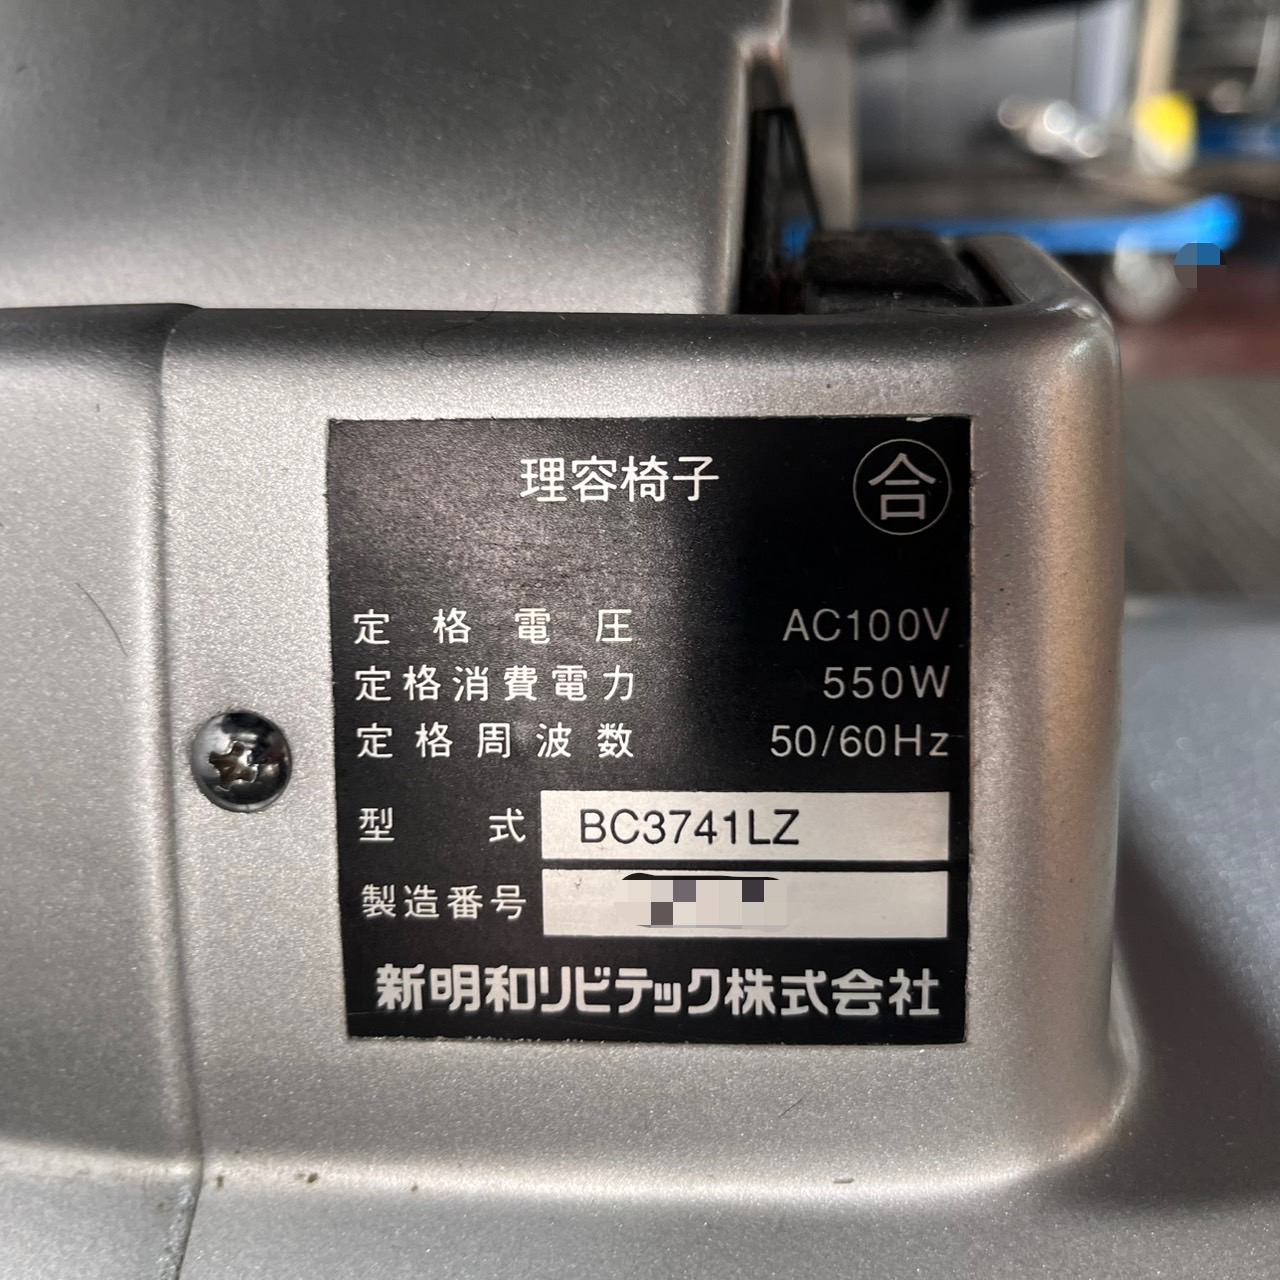 理容椅子 合
定格電圧 AC100V
定格消費電力 550W
定格周波数 50/60Hz
型式 BC3741LZ
製造番号
新明和リビテック株式会社